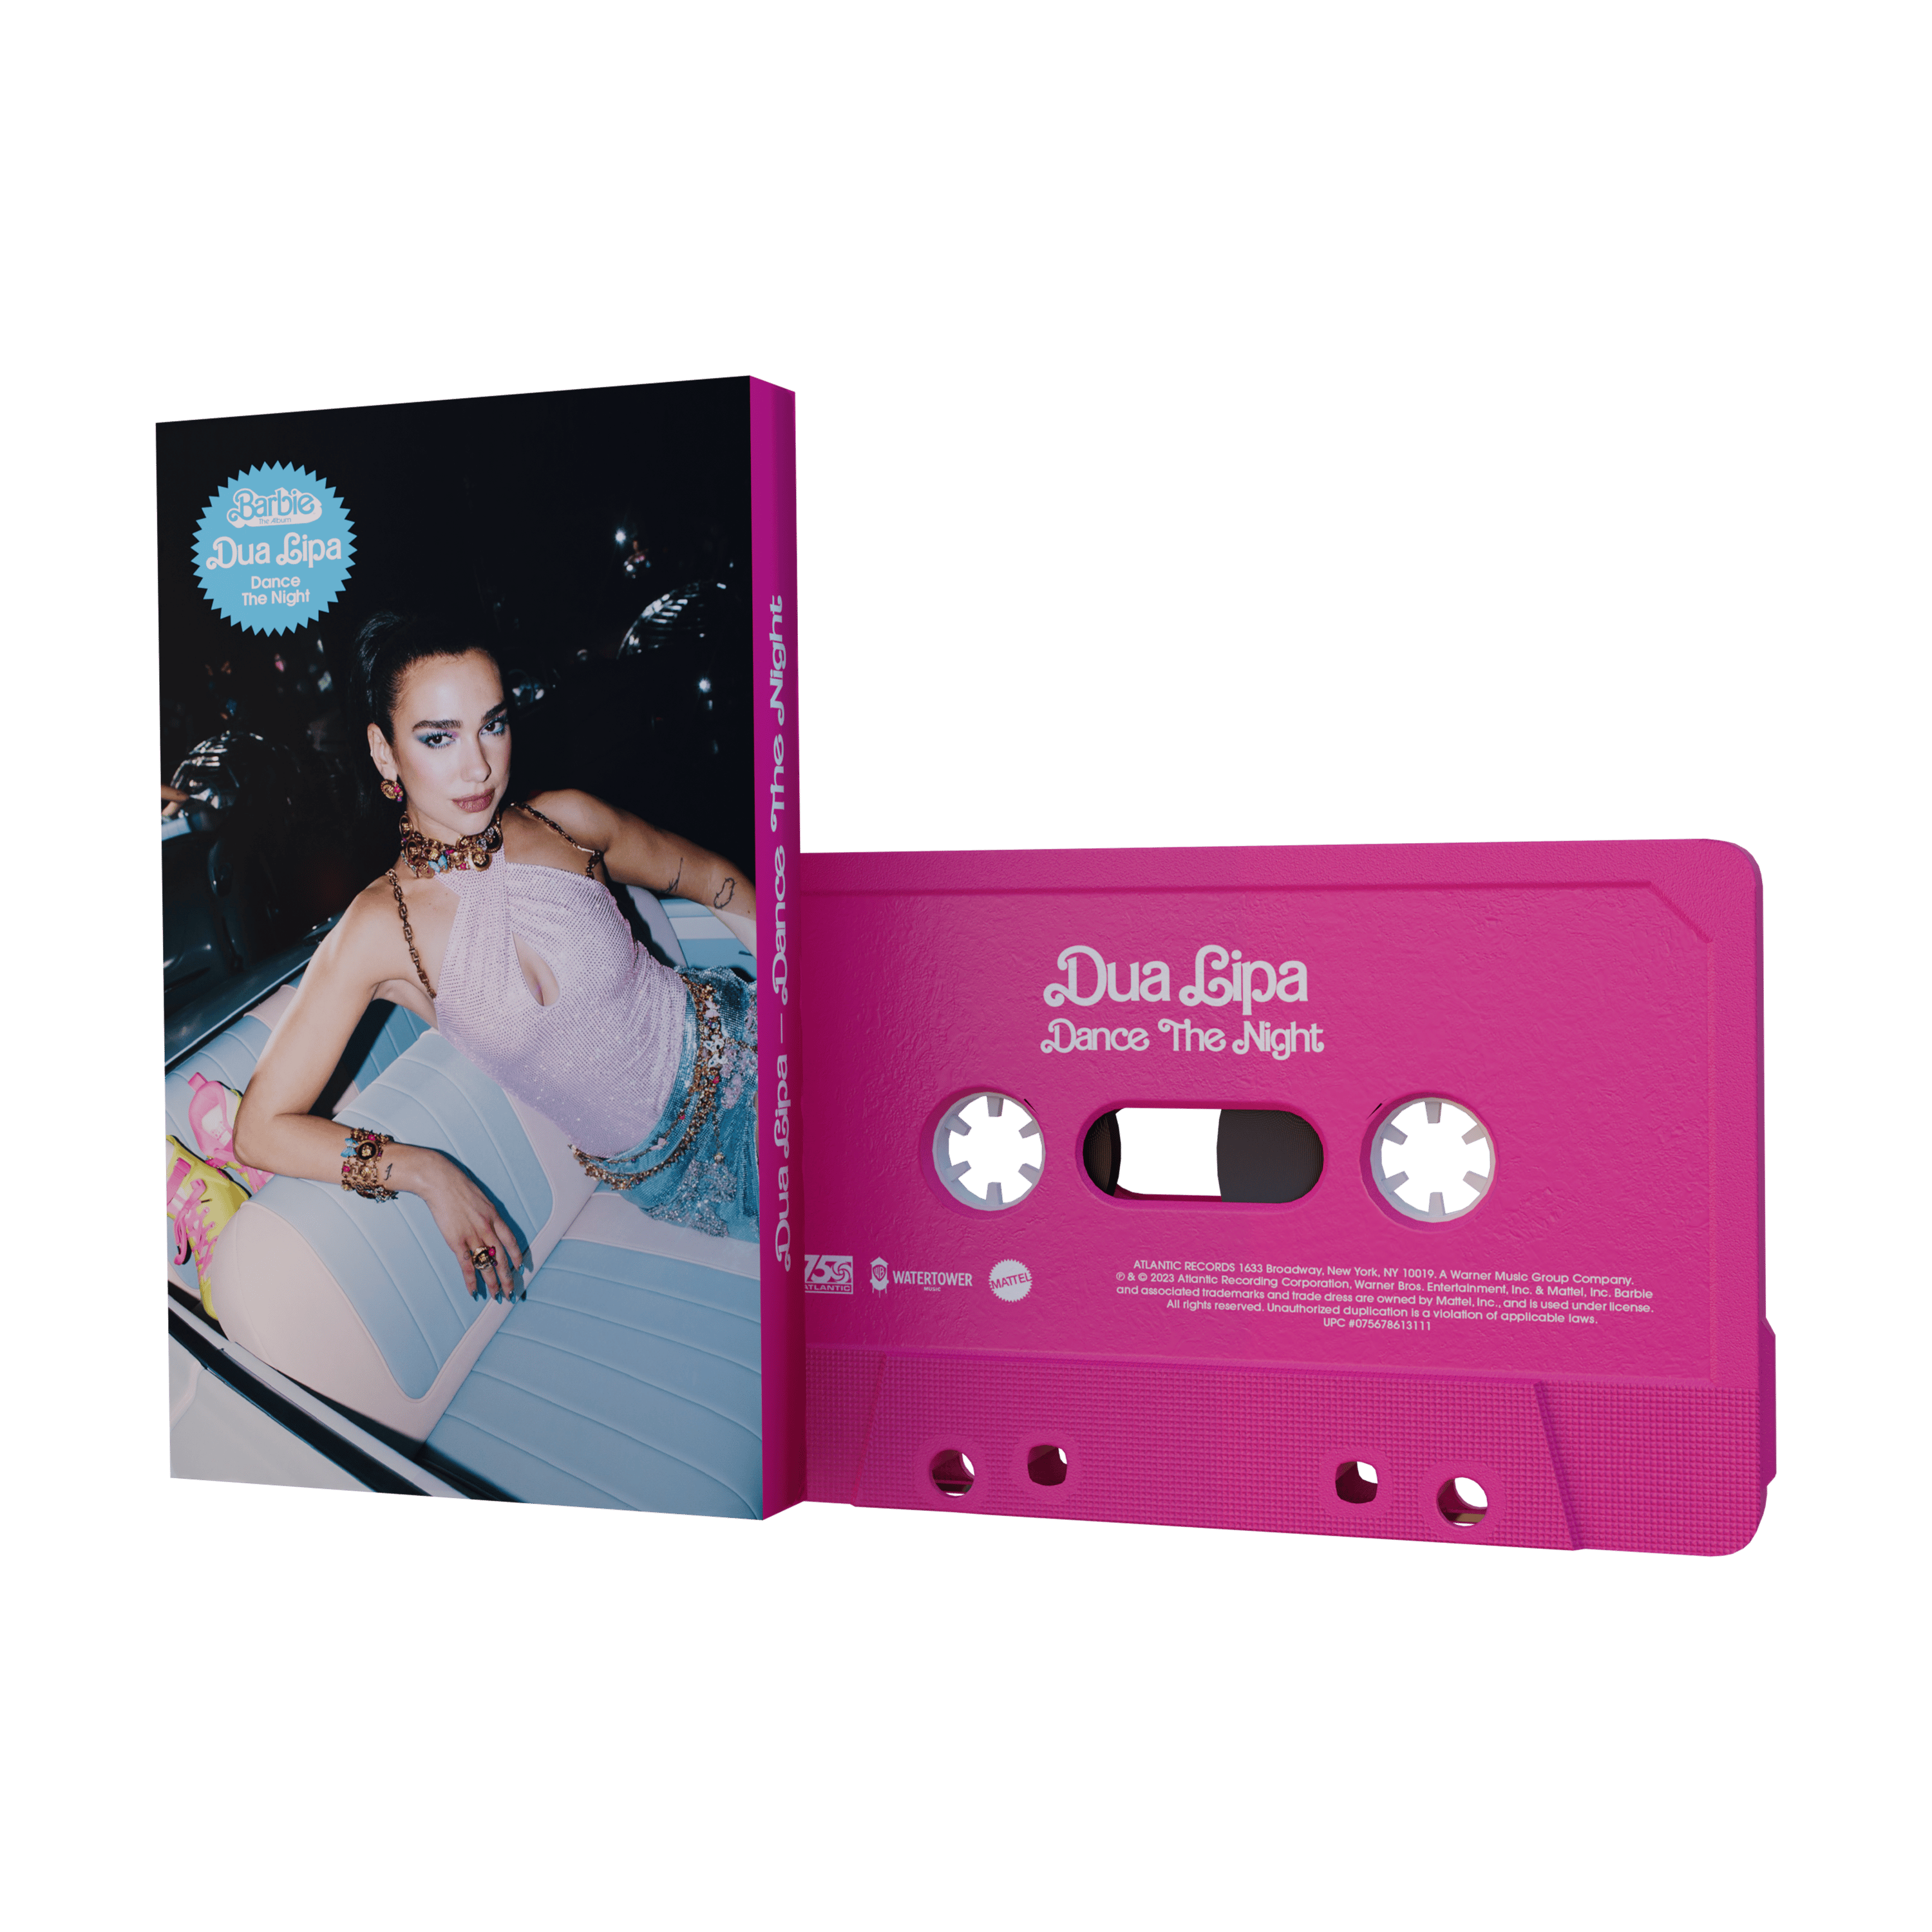 Barbie
The Album
Dua Lipa
Dance
The Night
Dua Lipa – Dance The Night
Dua Lipa
Dance The Night
75
ATLANTIC
WB
WATERTOWER
MUSIC
MATTEL
ATLANTIC RECORDS 1633 Broadway, New York, NY 10019. A Warner Music Group Company.
℗ & © 2023 Atlantic Recording Corporation, Warner Bros. Entertainment, Inc. & Mattel, Inc. Barbie
and associated trademarks and trade dress are owned by Mattel, Inc., and is used under license.
All rights reserved. Unauthorized duplication is a violation of applicable laws.
UPC #075678613111